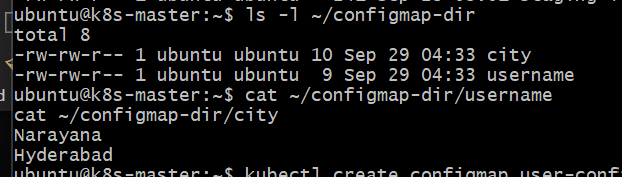 ubuntu@k8s-master:~$ ls -l ~/configmap-dir
total 8
-rw-rw-r-- 1 ubuntu ubuntu 10 Sep 29 04:33 city
-rw-rw-r-- 1 ubuntu ubuntu  9 Sep 29 04:33 username
ubuntu@k8s-master:~$ cat ~/configmap-dir/username
cat ~/configmap-dir/city
Narayana
Hyderabad
ubuntu@k8s-master:~$ kubectl create configmap user-conf